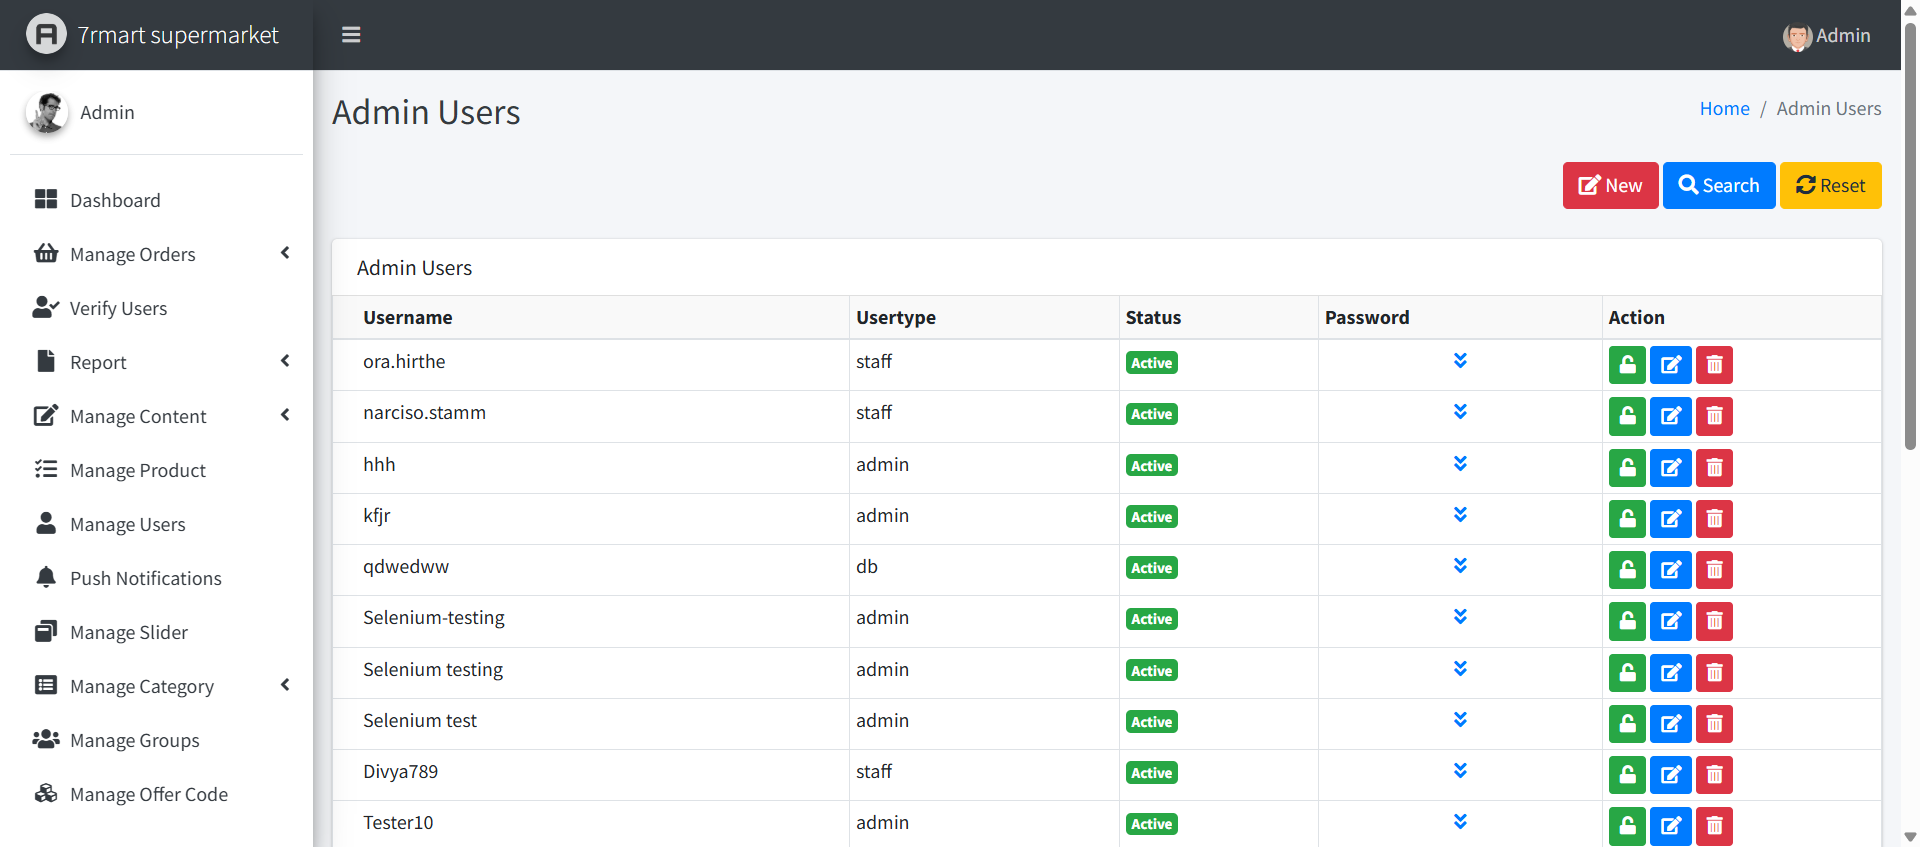 7rmart supermarket
Admin
Admin
Dashboard
Manage Orders
Verify Users
Report
Manage Content
Manage Product
Manage Users
Push Notifications
Manage Slider
Manage Category
Manage Groups
Manage Offer Code
Admin Users
Home / Admin Users
New Search Reset
Admin Users
Username Usertype Status Password Action
ora.hirthe staff Active
narciso.stamm staff Active
hhh admin Active
kfjr admin Active
qdwedww db Active
Selenium-testing admin Active
Selenium testing admin Active
Selenium test admin Active
Divya789 staff Active
Tester10 admin Active